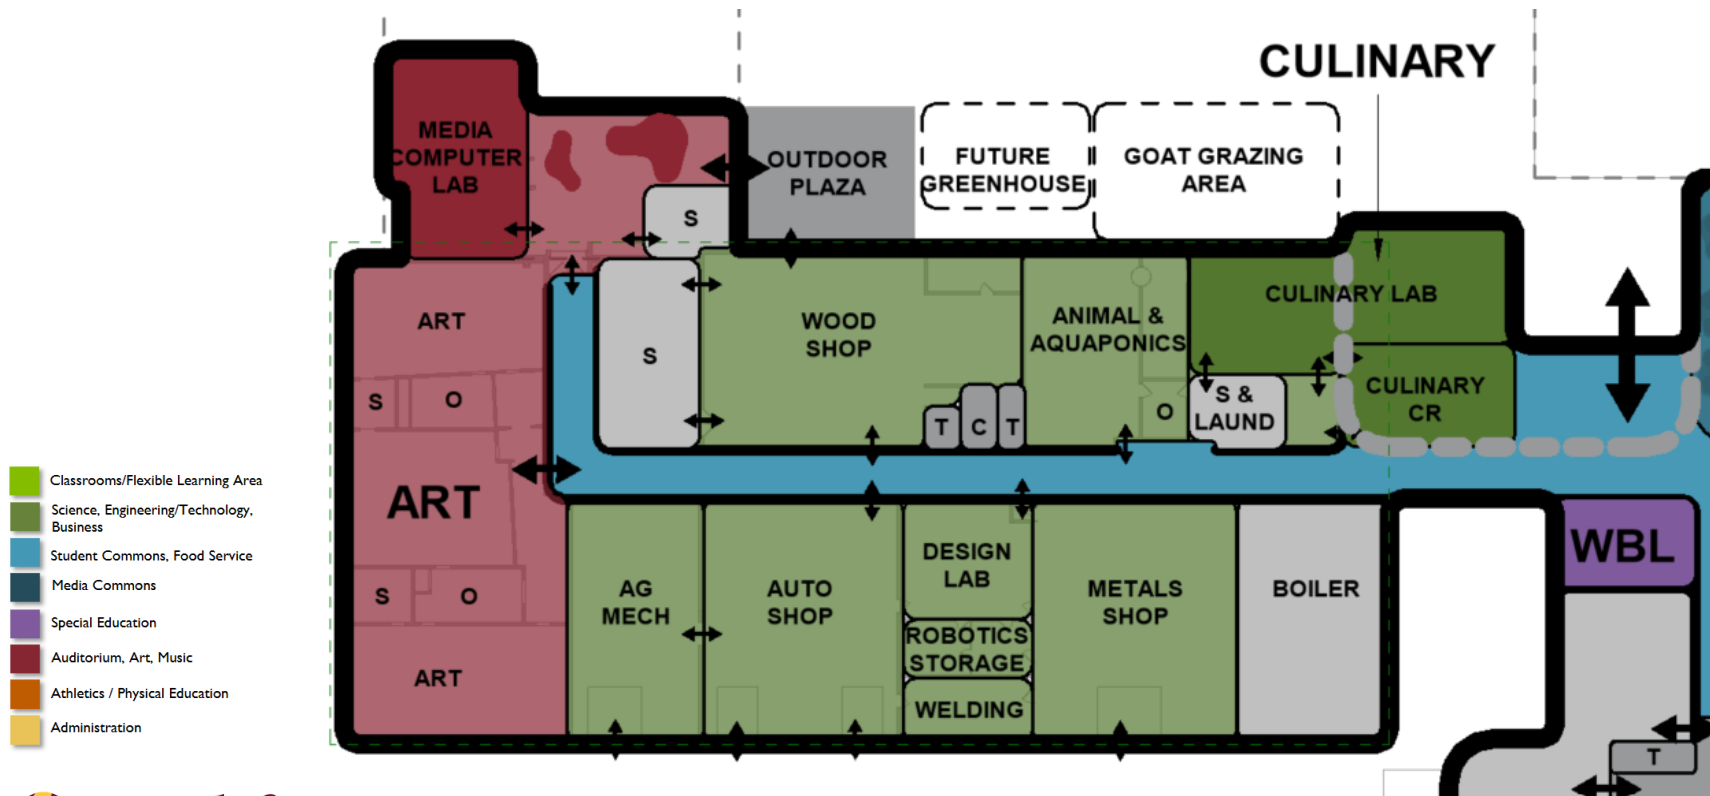 CULINARY
MEDIA
COMPUTER
LAB
OUTDOOR
PLAZA
FUTURE
GREENHOUSE
GOAT GRAZING
AREA
S
ART
S
WOOD
SHOP
ANIMAL &
AQUAPONICS
CULINARY LAB
S
O
T
C
T
O
S &
LAUND
CULINARY
CR
ART
S
O
ART
AG
MECH
AUTO
SHOP
DESIGN
LAB
ROBOTICS
STORAGE
WELDING
METALS
SHOP
BOILER
WBL
T
Classrooms/Flexible Learning Area
Science, Engineering/Technology,
Business
Student Commons, Food Service
Media Commons
Special Education
Auditorium, Art, Music
Athletics / Physical Education
Administration